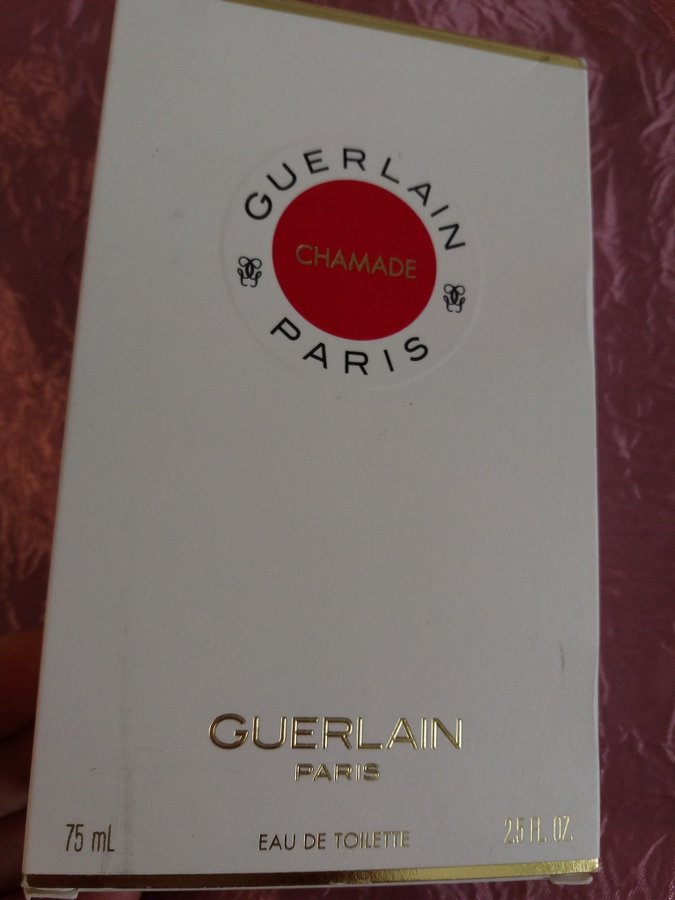 GUERLAIN
CHAMADE
PARIS
GUERLAIN
PARIS
75 mL
EAU DE TOILETTE
2.5 FL. OZ.